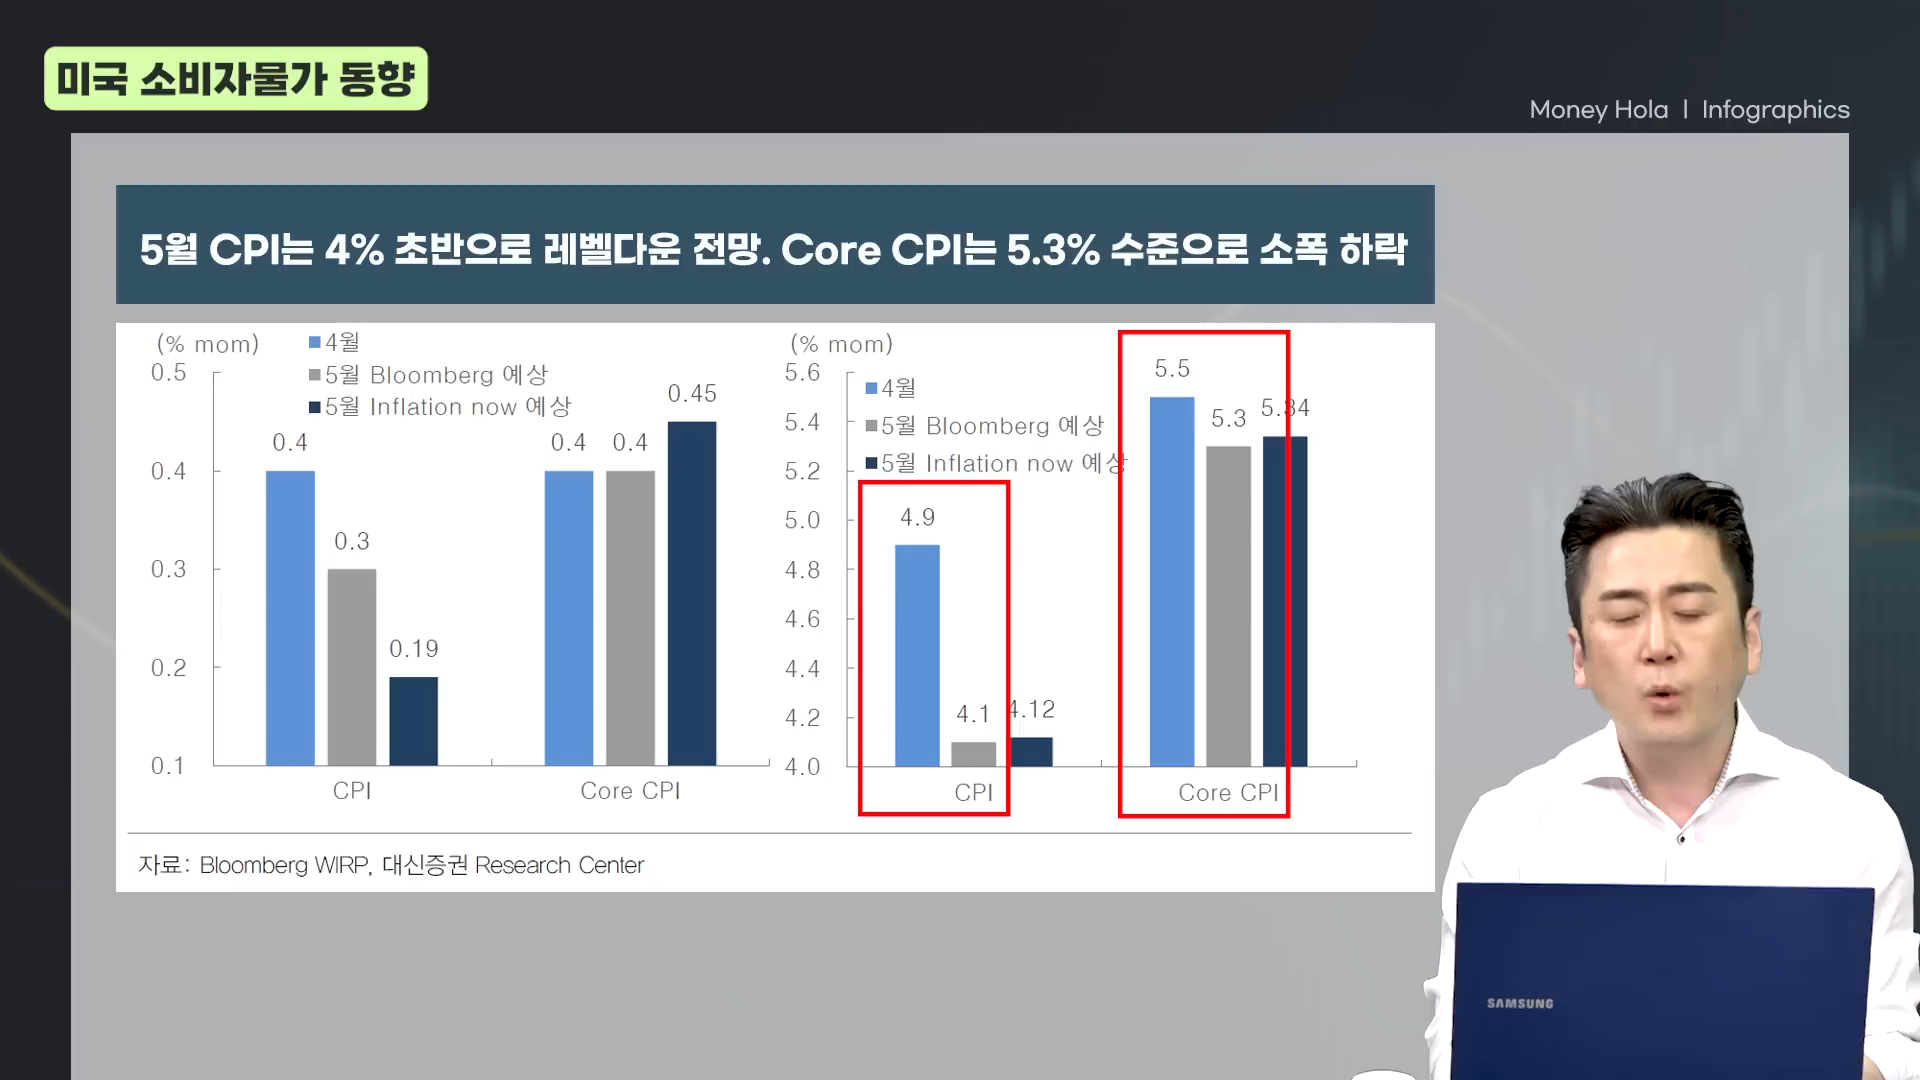 미국 소비자물가 동향
Money Hola | Infographics
5월 CPI는 4% 초반으로 레벨다운 전망. Core CPI는 5.3% 수준으로 소폭 하락
(% mom)
4월
5월 Bloomberg 예상
5월 Inflation now 예상
0.5
0.4
0.3
0.2
0.1
0.4
0.3
0.19
0.4
0.4
0.45
CPI
Core CPI
(% mom)
4월
5월 Bloomberg 예상
5월 Inflation now 예상
5.6
5.4
5.2
5.0
4.8
4.6
4.4
4.2
4.0
4.9
4.1
4.12
5.5
5.3
5.34
CPI
Core CPI
자료: Bloomberg WIRP, 대신증권 Research Center
SAMSUNG